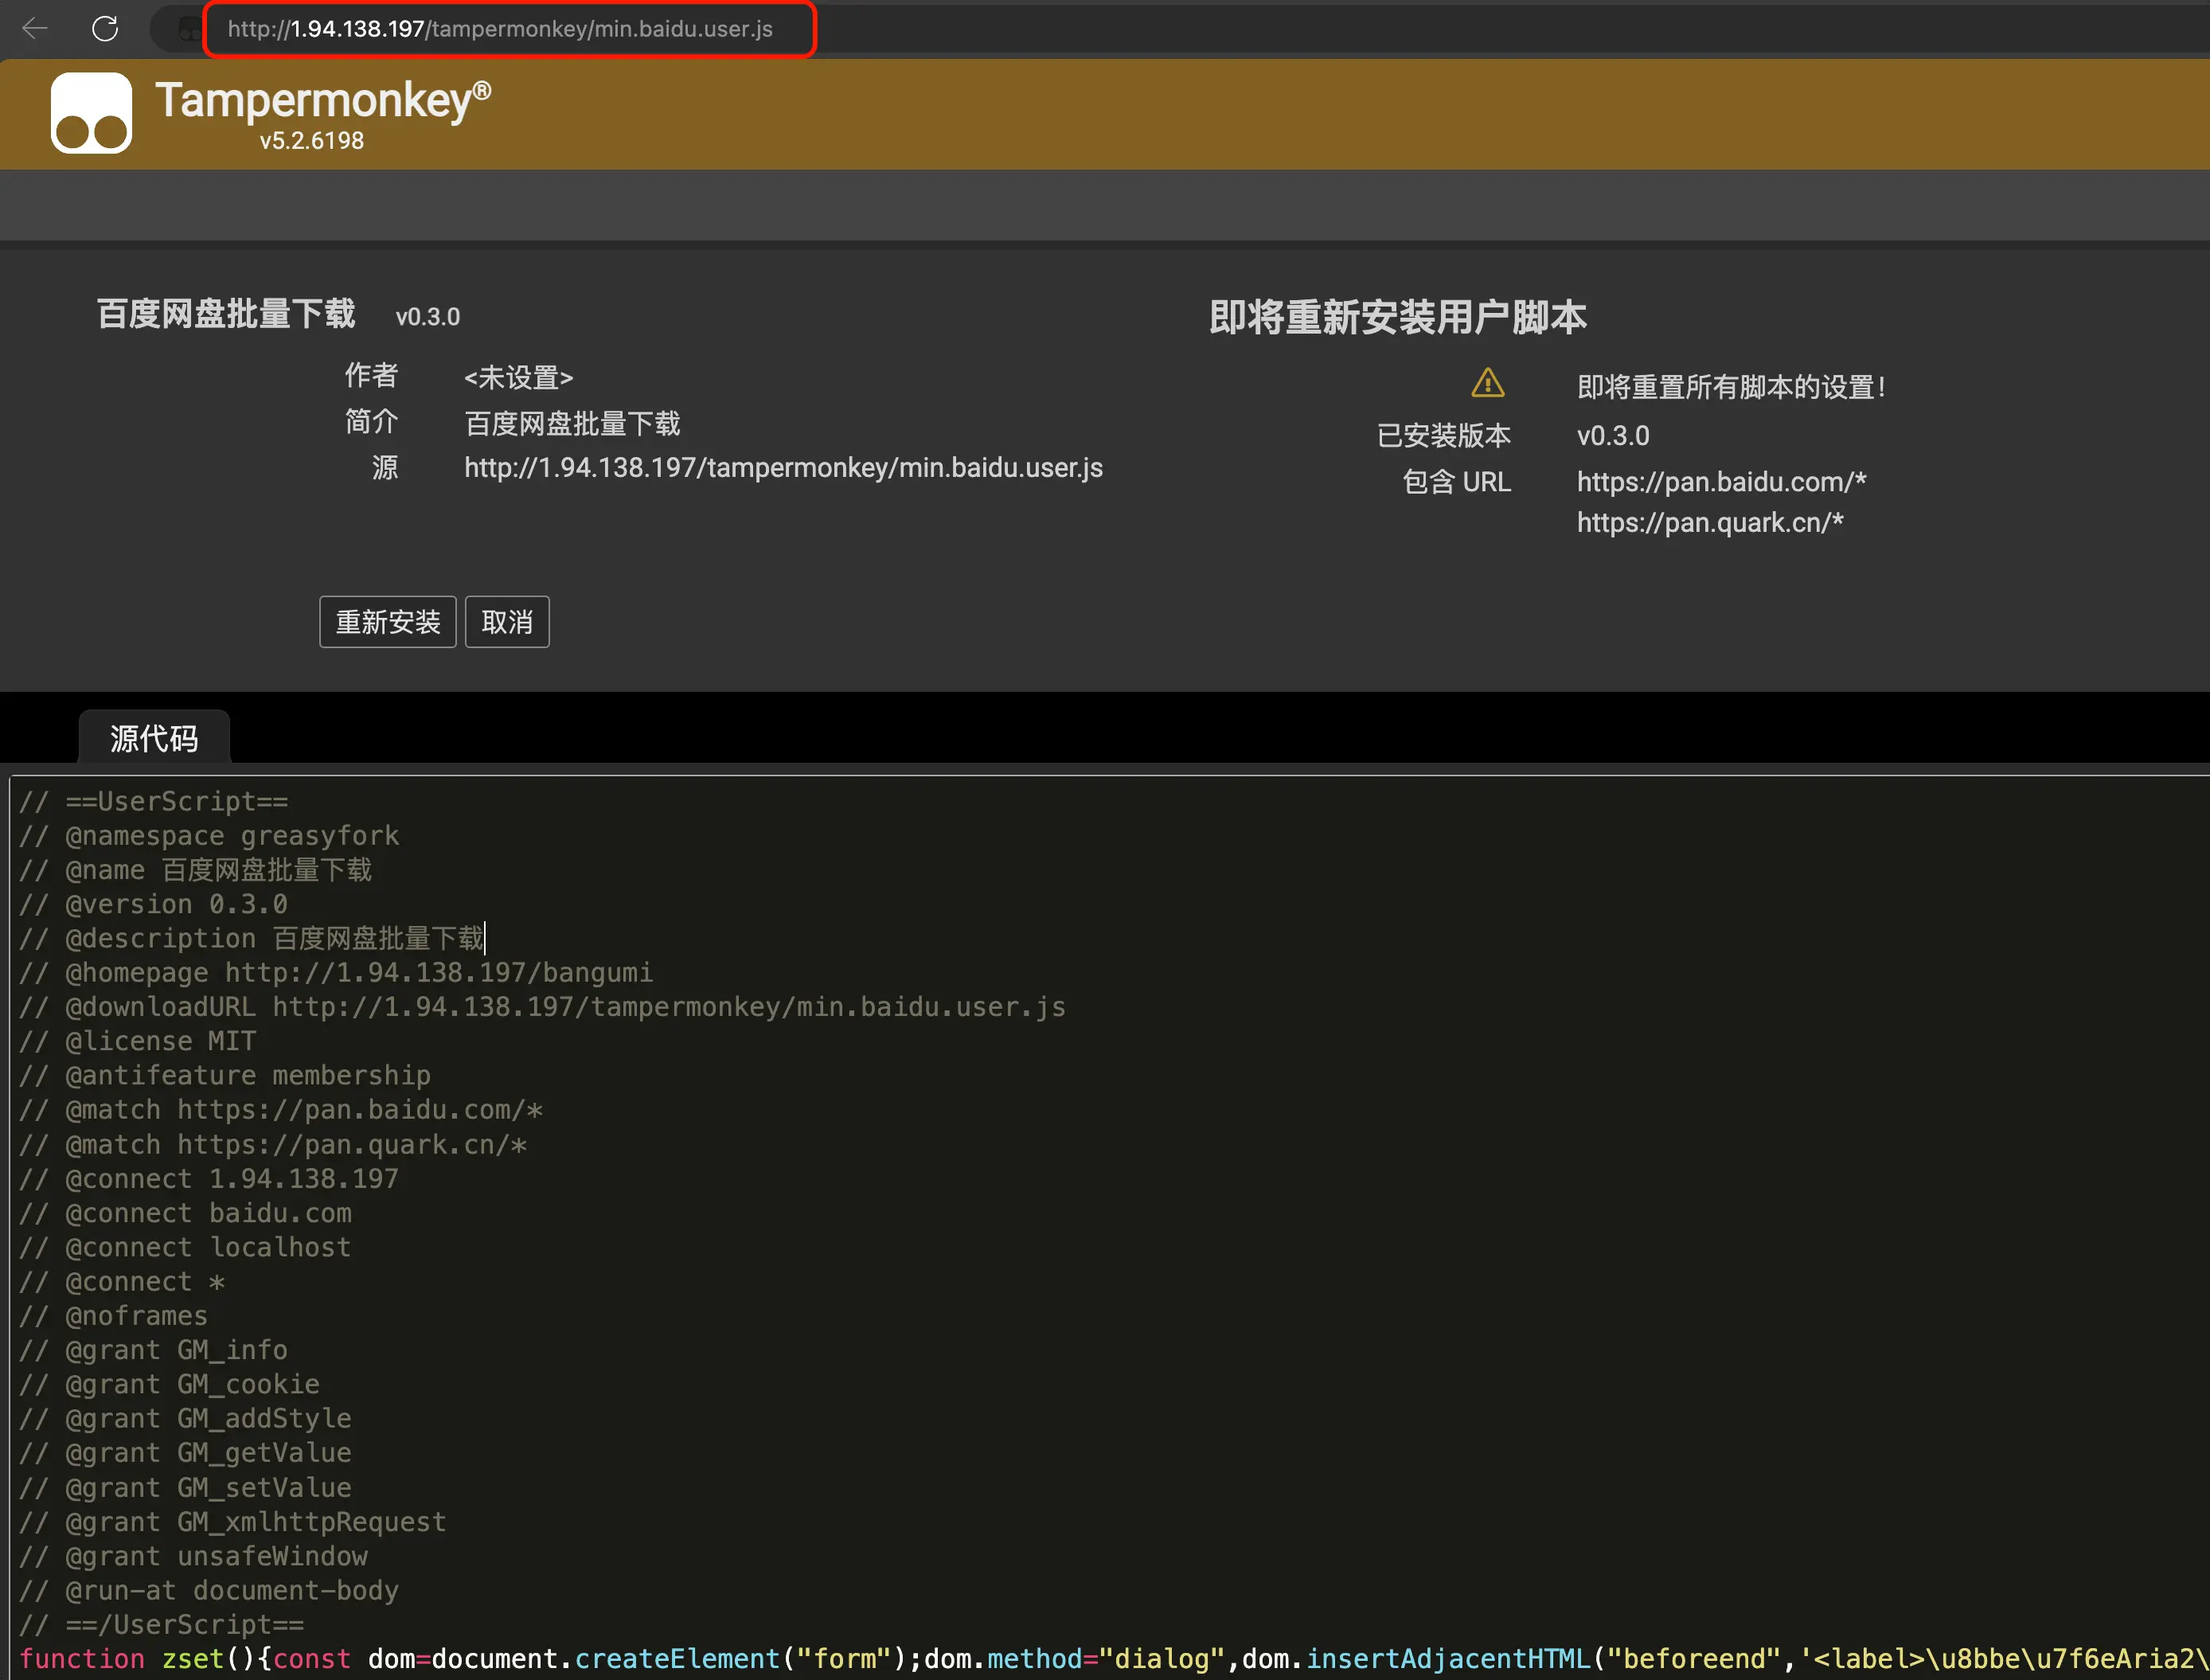 http://1.94.138.197/tampermonkey/min.baidu.user.js
Tampermonkey®
v5.2.6198
百度网盘批量下载 v0.3.0
作者 <未设置>
简介 百度网盘批量下载
源 http://1.94.138.197/tampermonkey/min.baidu.user.js
重新安装 取消
即将重新安装用户脚本
即将重置所有脚本的设置!
已安装版本 v0.3.0
包含 URL https://pan.baidu.com/*
https://pan.quark.cn/*
源代码
// ==UserScript==
// @namespace greasyfork
// @name 百度网盘批量下载
// @version 0.3.0
// @description 百度网盘批量下载
// @homepage http://1.94.138.197/bangumi
// @downloadURL http://1.94.138.197/tampermonkey/min.baidu.user.js
// @license MIT
// @antifeature membership
// @match https://pan.baidu.com/*
// @match https://pan.quark.cn/*
// @connect 1.94.138.197
// @connect baidu.com
// @connect localhost
// @connect *
// @noframes
// @grant GM_info
// @grant GM_cookie
// @grant GM_addStyle
// @grant GM_getValue
// @grant GM_setValue
// @grant GM_xmlhttpRequest
// @grant unsafeWindow
// @run-at document-body
// ==/UserScript==
function zset(){const dom=document.createElement("form");dom.method="dialog",dom.insertAdjacentHTML("beforeend",'<label>\u8bbe\u7f6eAria2\